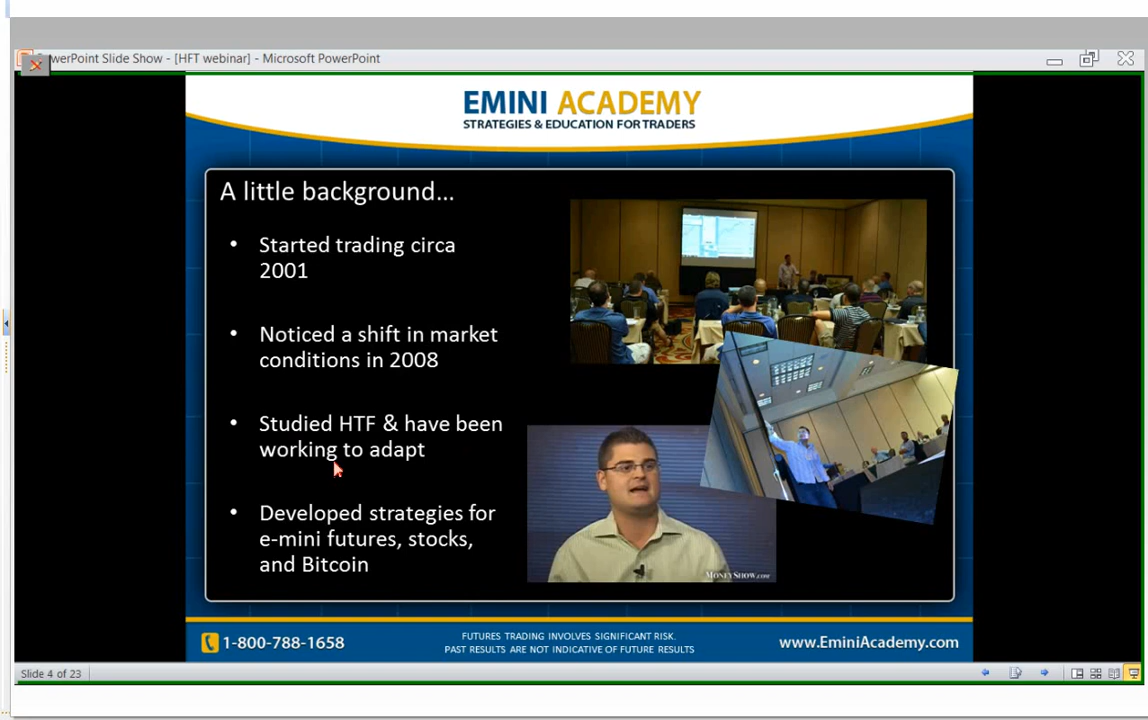 PowerPoint Slide Show - [HFT webinar] - Microsoft PowerPoint
EMINI ACADEMY
STRATEGIES & EDUCATION FOR TRADERS
A little background...
• Started trading circa
2001
• Noticed a shift in market
conditions in 2008
• Studied HTF & have been
working to adapt
• Developed strategies for
e-mini futures, stocks,
and Bitcoin
MONEYSHOW.com
1-800-788-1658
FUTURES TRADING INVOLVES SIGNIFICANT RISK.
PAST RESULTS ARE NOT INDICATIVE OF FUTURE RESULTS
www.EminiAcademy.com
Slide 4 of 23